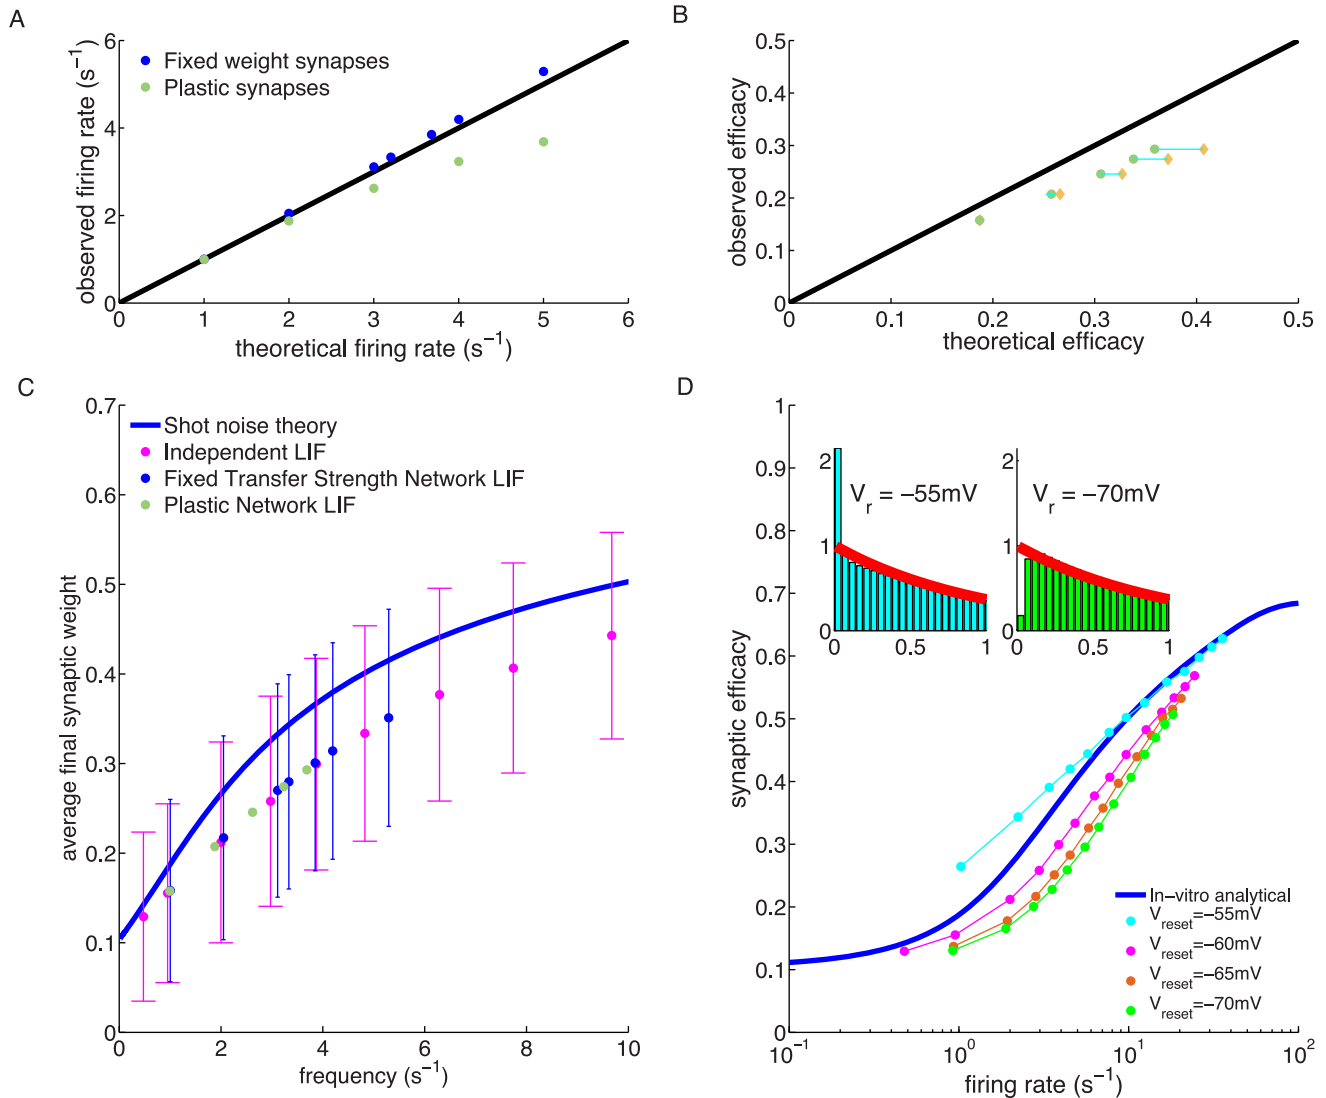 A
observed firing rate (s⁻¹)
6
4
2
0
Fixed weight synapses
Plastic synapses
0 1 2 3 4 5 6
theoretical firing rate (s⁻¹)
B
observed efficacy
0.5
0.4
0.3
0.2
0.1
0
0 0.1 0.2 0.3 0.4 0.5
theoretical efficacy
C
average final synaptic weight
0.7
0.6
0.5
0.4
0.3
0.2
0.1
0
Shot noise theory
Independent LIF
Fixed Transfer Strength Network LIF
Plastic Network LIF
0 2 4 6 8 10
frequency (s⁻¹)
D
synaptic efficacy
1
0.9
0.8
0.7
0.6
0.5
0.4
0.3
0.2
0.1
0
2
1
0
V_r = −55mV
0 0.5 1
2
1
0
V_r = −70mV
0 0.5 1
In−vitro analytical
V_reset=−55mV
V_reset=−60mV
V_reset=−65mV
V_reset=−70mV
10⁻¹ 10⁰ 10¹ 10²
firing rate (s⁻¹)